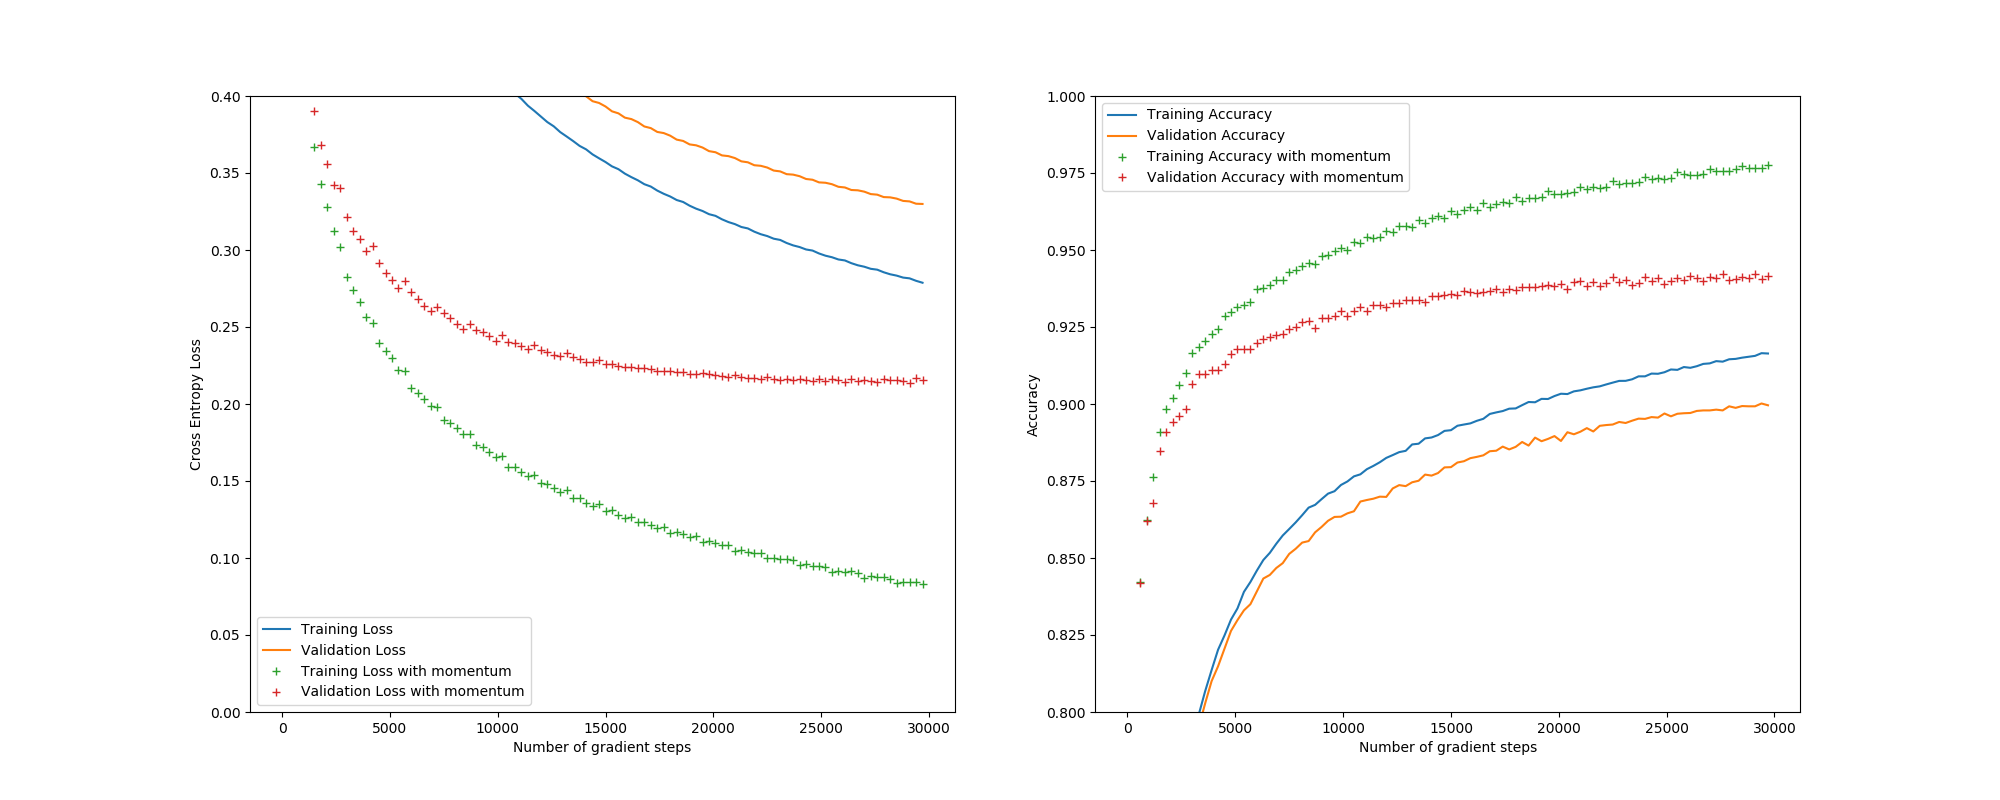 0.40
0.35
0.30
0.25
0.20
0.15
0.10
0.05
0.00
Cross Entropy Loss
Training Loss
Validation Loss
Training Loss with momentum
Validation Loss with momentum
0 5000 10000 15000 20000 25000 30000
Number of gradient steps
1.000
0.975
0.950
0.925
0.900
0.875
0.850
0.825
0.800
Accuracy
Training Accuracy
Validation Accuracy
Training Accuracy with momentum
Validation Accuracy with momentum
0 5000 10000 15000 20000 25000 30000
Number of gradient steps